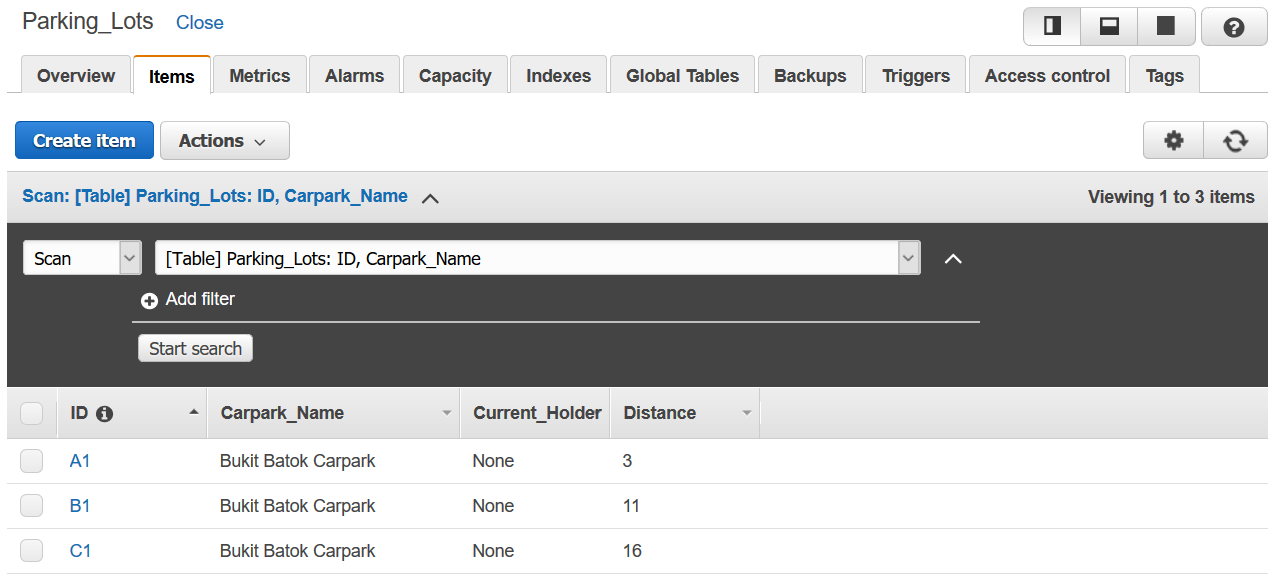 Parking_Lots Close
Overview Items Metrics Alarms Capacity Indexes Global Tables Backups Triggers Access control Tags
Create item Actions
Scan: [Table] Parking_Lots: ID, Carpark_Name Viewing 1 to 3 items
Scan [Table] Parking_Lots: ID, Carpark_Name
Add filter
Start search
ID Carpark_Name Current_Holder Distance
A1 Bukit Batok Carpark None 3
B1 Bukit Batok Carpark None 11
C1 Bukit Batok Carpark None 16